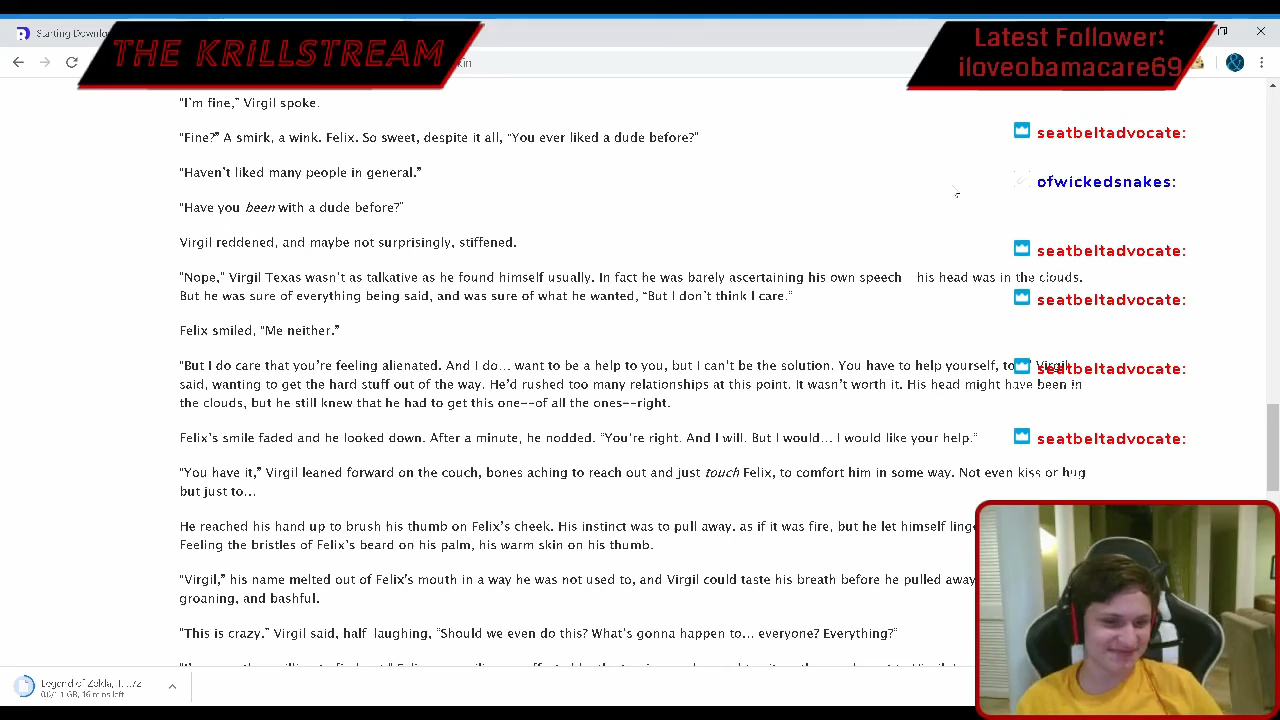 Starting Downlo
THE KRILLSTREAM
Latest Follower:
iloveobamacare69
kin
"I'm fine," Virgil spoke.
"Fine?" A smirk, a wink. Felix. So sweet, despite it all, "You ever liked a dude before?"
"Haven't liked many people in general."
"Have you been with a dude before?"
Virgil reddened, and maybe not surprisingly, stiffened.
"Nope," Virgil Texas wasn't as talkative as he found himself usually. In fact he was barely ascertaining his own speech his head was in the clouds.
But he was sure of everything being said, and was sure of what he wanted, "But I don't think I care."
Felix smiled, "Me neither."
"But I do care that you're feeling alienated. And I do... want to be a help to you, but I can't be the solution. You have to help yourself, Virgil
said, wanting to get the hard stuff out of the way. He'd rushed too many relationships at this point. It wasn't worth it. His head might have been in
the clouds, but he still knew that he had to get this one--of all the ones--right.
Felix's smile faded and he looked down. After a minute, he nodded. "You're right. And I will. But I would... I would like your help."
"You have it," Virgil leaned forward on the couch, bones aching to reach out and just touch Felix, to comfort him in some way. Not even kiss or hug
but just to...
He reached his hand up to brush his thumb on Felix's cheek. His instinct was to pull away, as if it was fire, but he let himself
Feeling the bristles of Felix's beard on his palm, his warmth on his thumb.
"Virgil" his name melted out of Felix's mouth in a way he was not used to, and Virgil could taste his breath before he pulled away
groaning, and bashful.
"This is crazy." Virgil said, half laughing, "Should we even do this? What's gonna happen to... everyone? Everything?"
seatbeltadvocate:
ofwickedsnakes:
seatbeltadvocate:
seatbeltadvocate:
seatbeltadvocate:
seatbeltadvocate:
Legend of Zelda
GB, 16 mins left